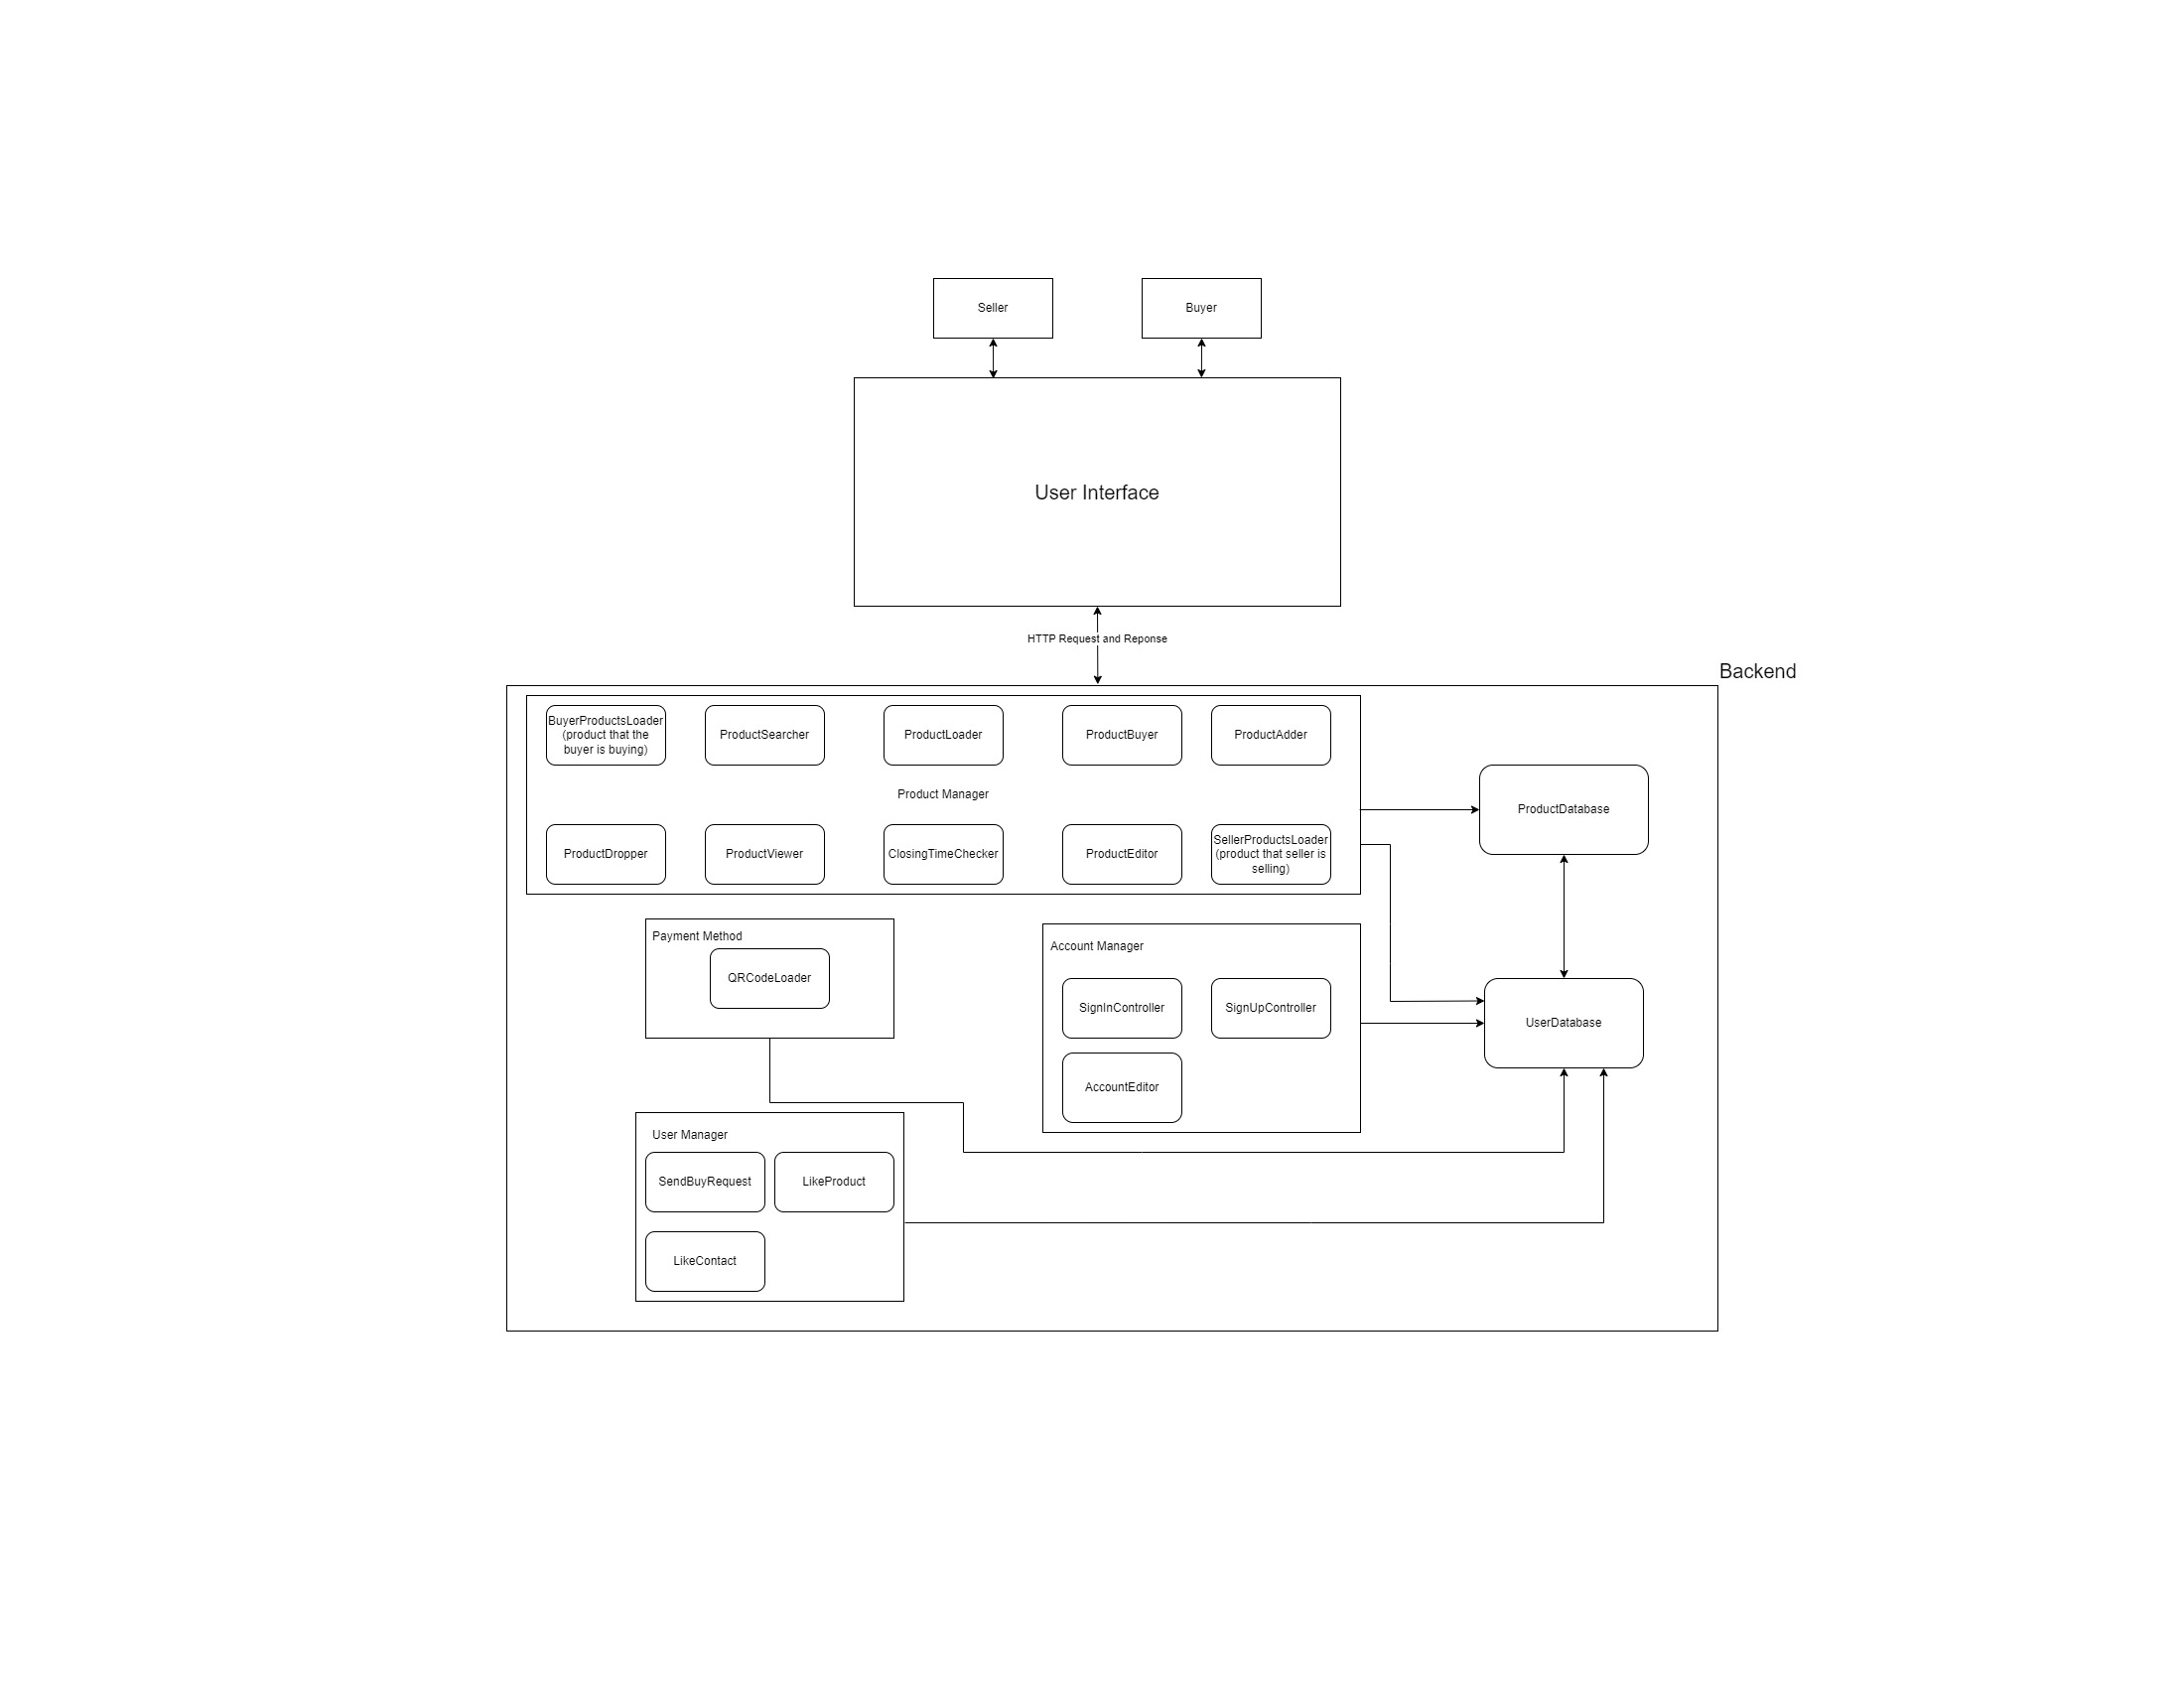 Seller
Buyer
User Interface
HTTP Request and Reponse
Backend
BuyerProductsLoader
(product that the
buyer is buying)
ProductSearcher
ProductLoader
ProductBuyer
ProductAdder
Product Manager
ProductDatabase
ProductDropper
ProductViewer
ClosingTimeChecker
ProductEditor
SellerProductsLoader
(product that seller is
selling)
Payment Method
QRCodeLoader
Account Manager
SignInController
SignUpController
UserDatabase
AccountEditor
User Manager
SendBuyRequest
LikeProduct
LikeContact